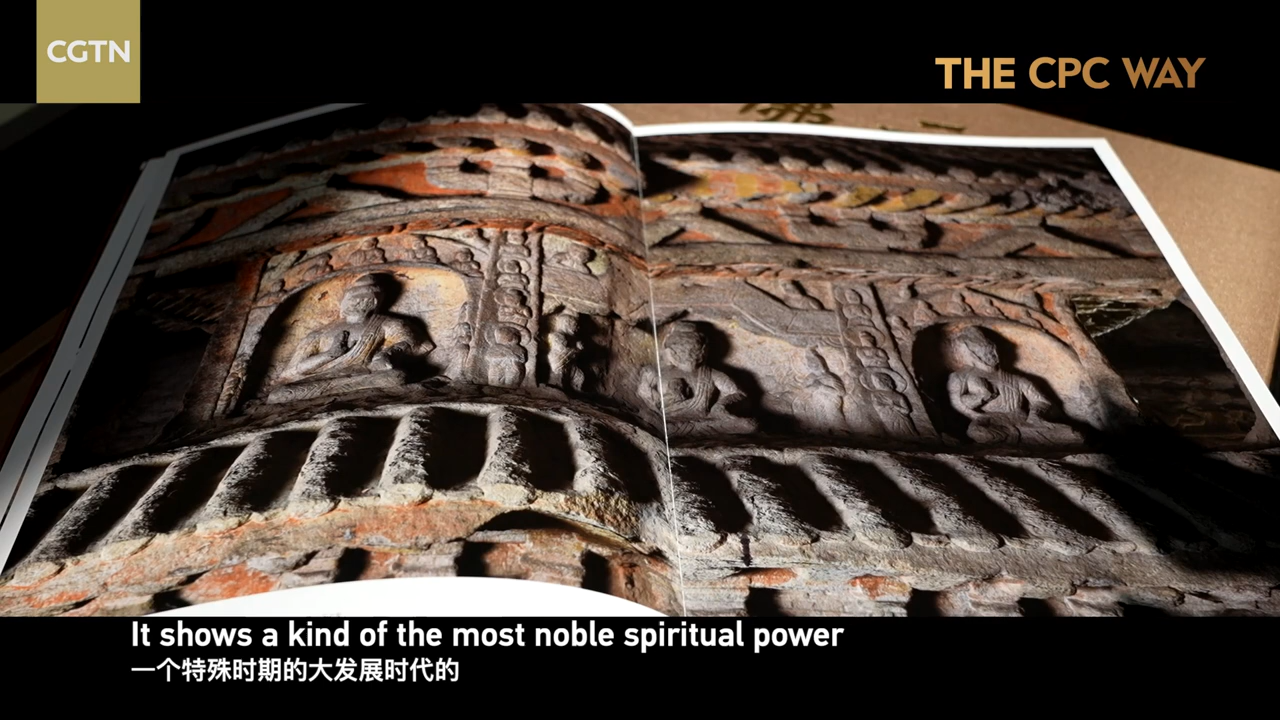 CGTN
THE CPC WAY
It shows a kind of the most noble spiritual power
一个特殊时期的大发展时代的